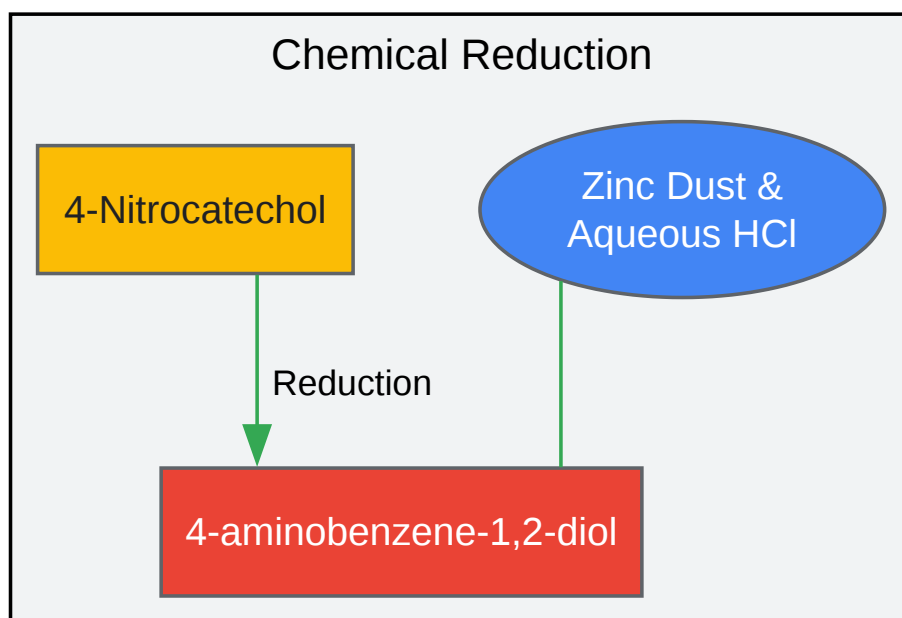 Chemical Reduction
4-Nitrocatechol
Zinc Dust &
Aqueous HCl
Reduction
4-aminobenzene-1,2-diol